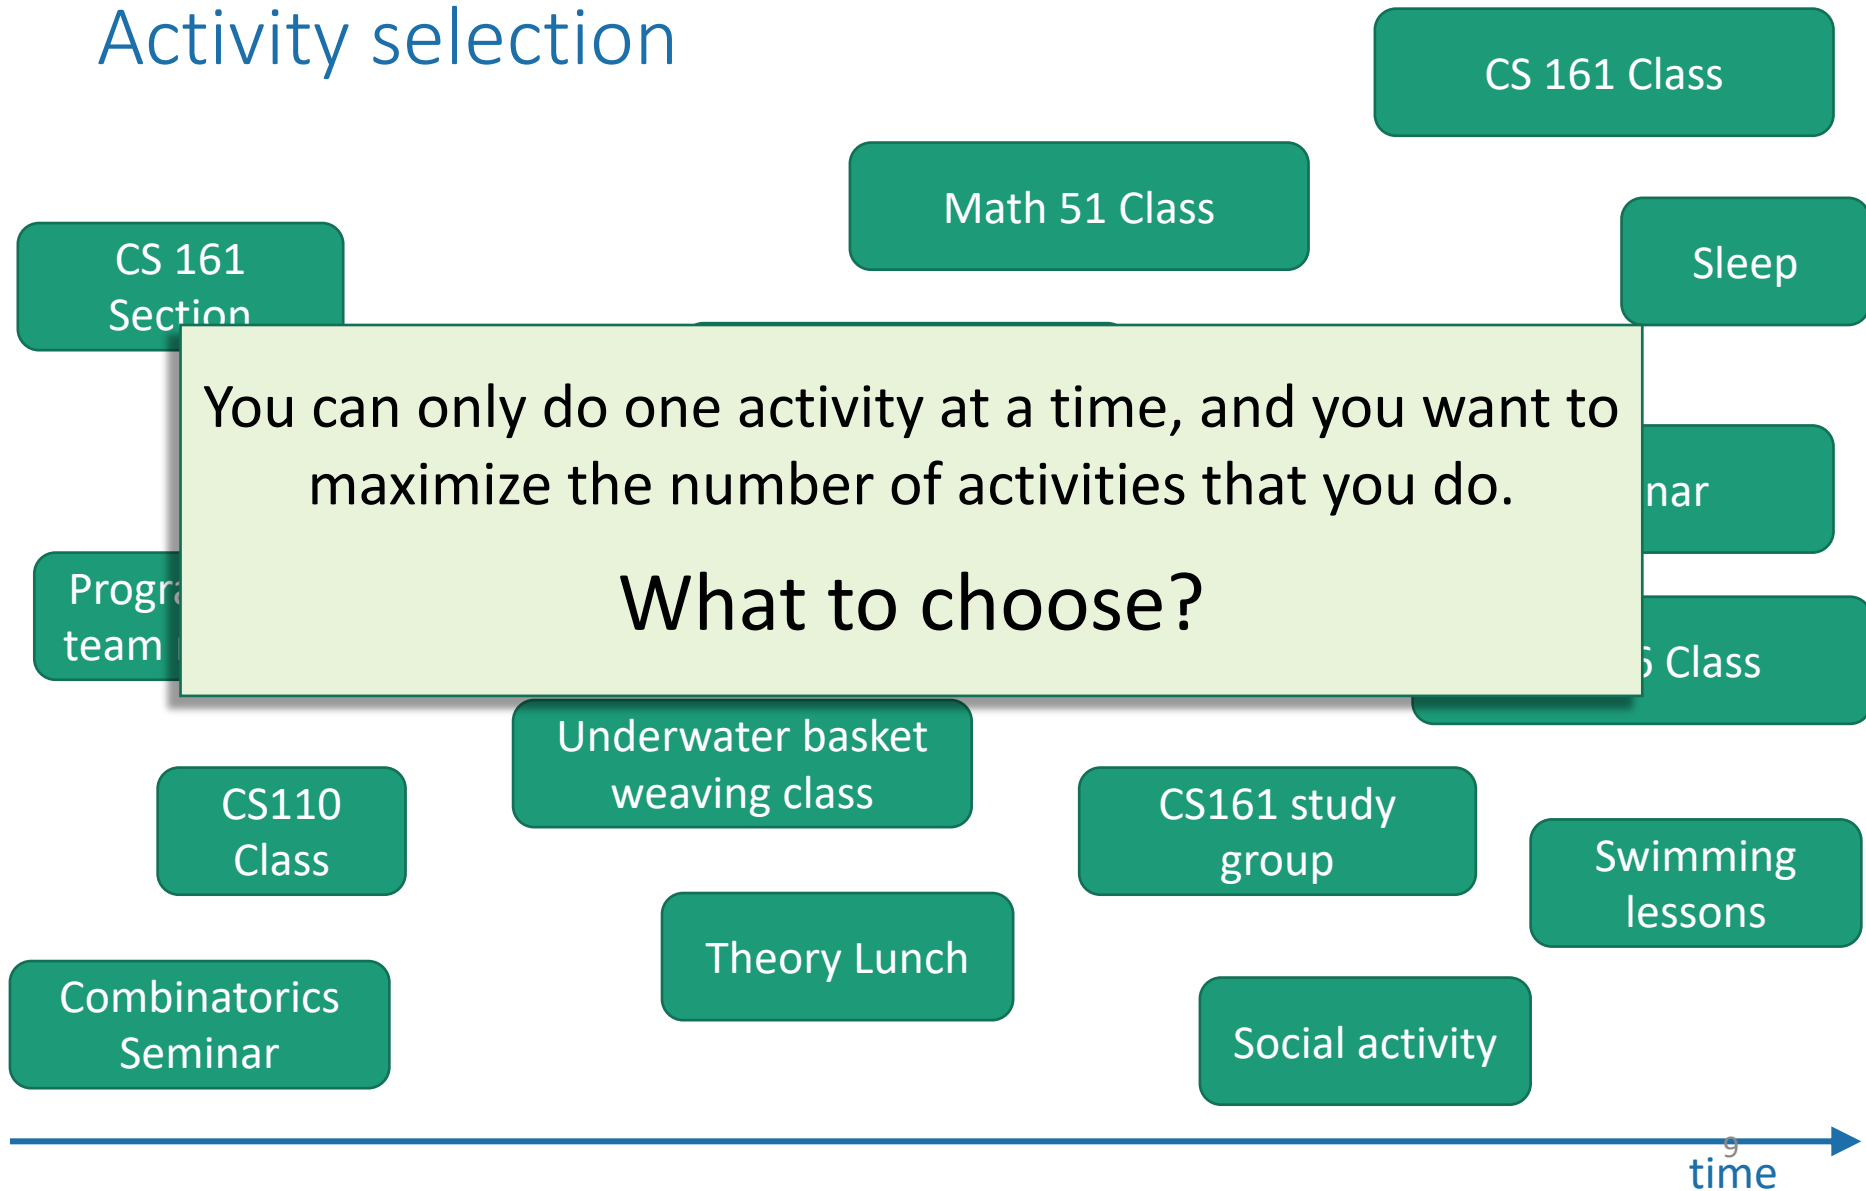 Activity selection
CS 161 Class
Math 51 Class
CS 161
Section
Sleep
You can only do one activity at a time, and you want to
maximize the number of activities that you do.
What to choose?
team
Class
Underwater basket
weaving class
CS110
Class
CS161 study
group
Swimming
lessons
Theory Lunch
Combinatorics
Seminar
Social activity
9
time